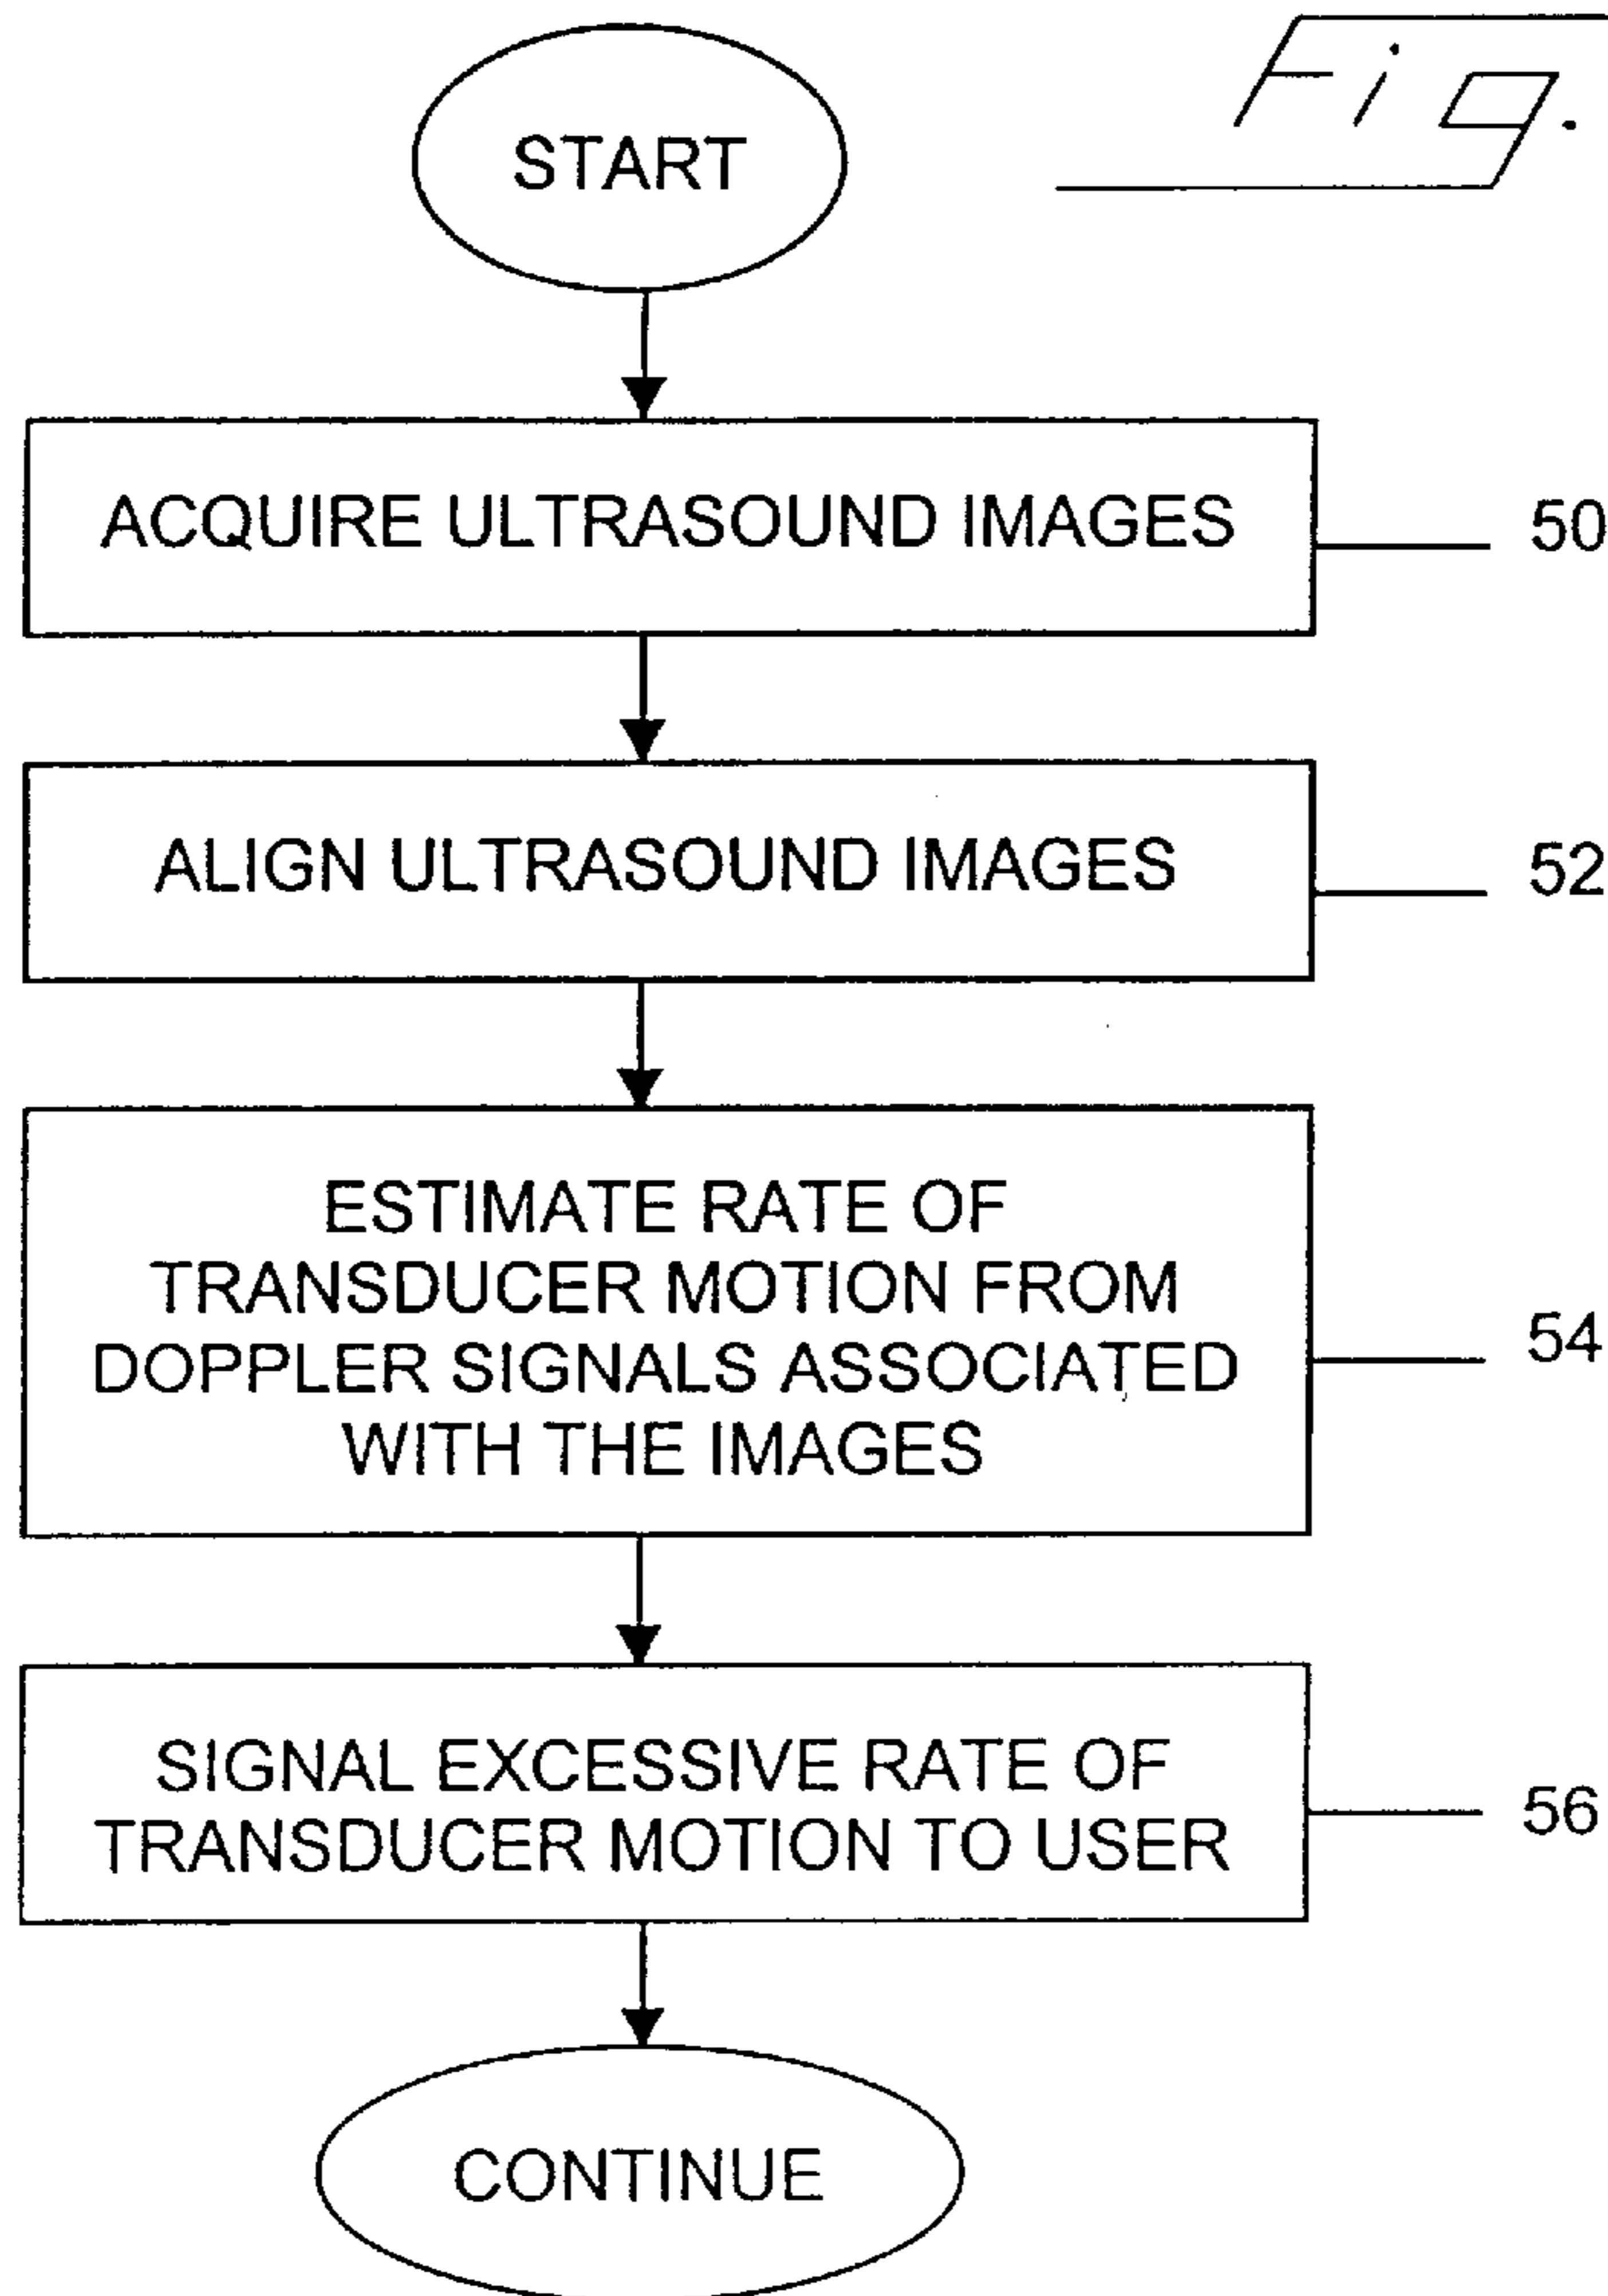 Fig.
START
ACQUIRE ULTRASOUND IMAGES
50
ALIGN ULTRASOUND IMAGES
52
ESTIMATE RATE OF
TRANSDUCER MOTION FROM
DOPPLER SIGNALS ASSOCIATED
WITH THE IMAGES
54
SIGNAL EXCESSIVE RATE OF
TRANSDUCER MOTION TO USER
56
CONTINUE